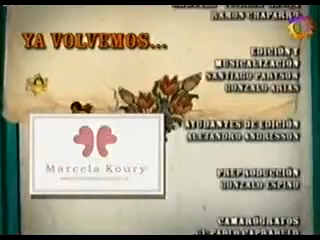 RAMON CHAPARRO
YA VOLVEMOS...
EDICIÓN Y
MUSICALIZACIÓN
SANTIAGO PARYSOW
GONZALO ARIAS
Marcela Koury
AYUDANTES DE EDICIÓN
ALEJANDRO ANDRESSON
PREPRODUCCIÓN
GONZALO ESPINO
CAMARÓGRAFOS